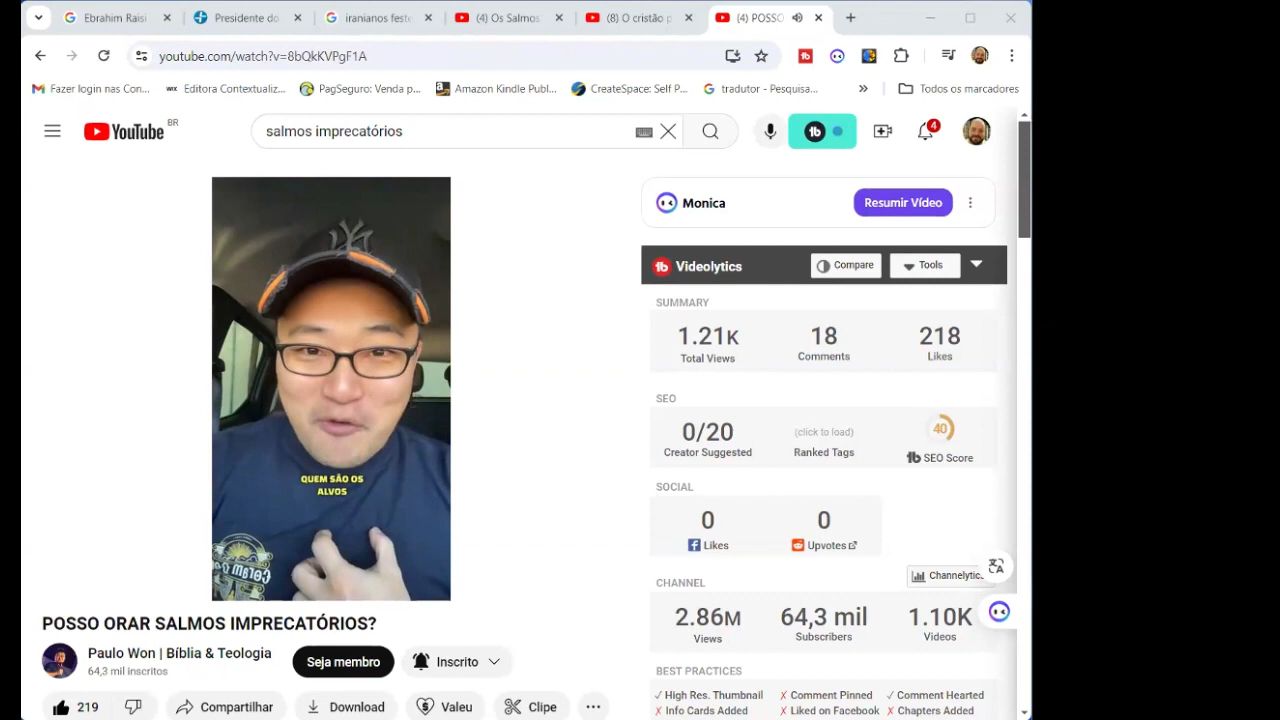 Ebrahim Raisi
Presidente do
iranianos feste
(4) Os Salmos
(8) O cristão p
(4) POSSO
youtube.com/watch?v=8bQkKVPgF1A
Fazer login nas Con...
Editora Contextualiz...
PagSeguro: Venda p...
Amazon Kindle Publ...
CreateSpace: Self P...
tradutor - Pesquisa...
Todos os marcadores
YouTube BR
salmos imprecatórios
4
Monica
Resumir Vídeo
Videolytics
Compare
Tools
SUMMARY
1.21K
18
218
Total Views
Comments
Likes
SEO
0/20
(click to load)
40
Creator Suggested
Ranked Tags
SEO Score
SOCIAL
0
0
Likes
Upvotes
CHANNEL
Channelytic
2.86M
64,3 mil
1.10K
Views
Subscribers
Videos
BEST PRACTICES
High Res. Thumbnail
Comment Pinned
Comment Hearted
Info Cards Added
Liked on Facebook
Chapters Added
NY
QUEM SÃO OS
ALVOS
POSSO ORAR SALMOS IMPRECATÓRIOS?
Paulo Won | Bíblia & Teologia
64,3 mil inscritos
Seja membro
Inscrito
219
Compartilhar
Download
Valeu
Clipe